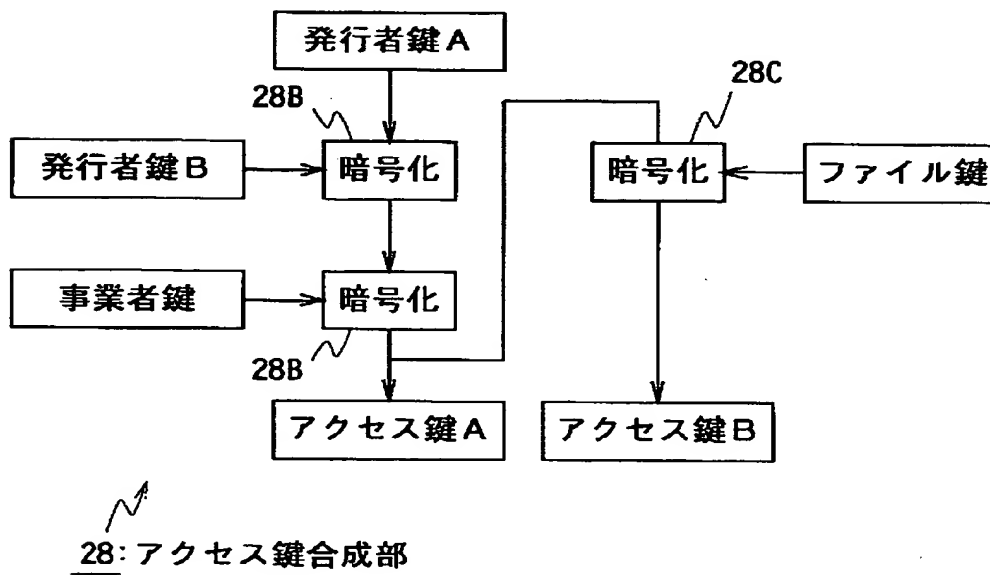 発行者鍵A
28B
28C
発行者鍵B
暗号化
暗号化
ファイル鍵
事業者鍵
暗号化
28B
アクセス鍵A
アクセス鍵B
28:アクセス鍵合成部